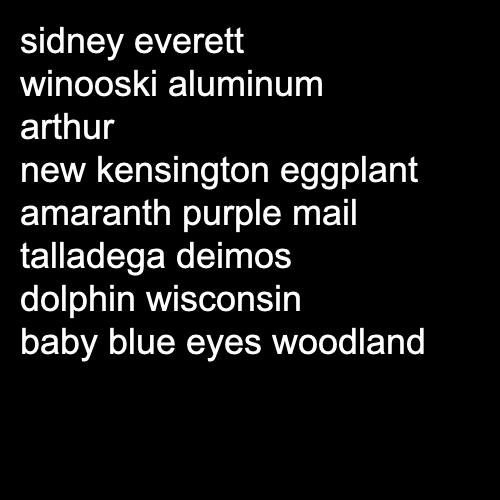 sidney everett
winooski aluminum
arthur
new kensington eggplant
amaranth purple mail
talladega deimos
dolphin wisconsin
baby blue eyes woodland